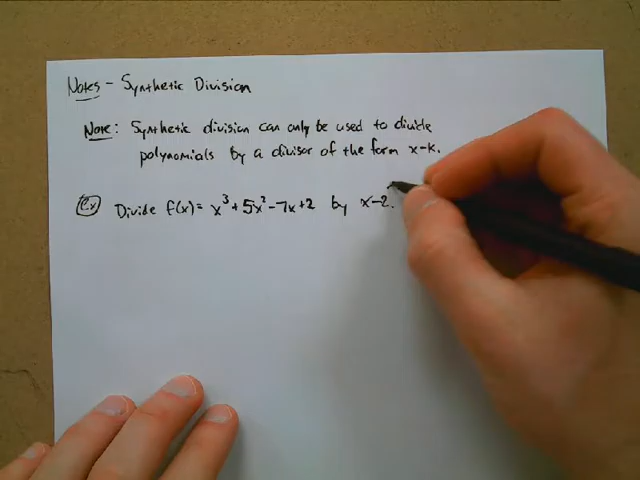 Notes - Synthetic Division
Note: Synthetic division can only be used to divide
polynomials by a divisor of the form x-k.
Ex Divide f(x) = x³ + 5x² - 7x + 2 by x-2.